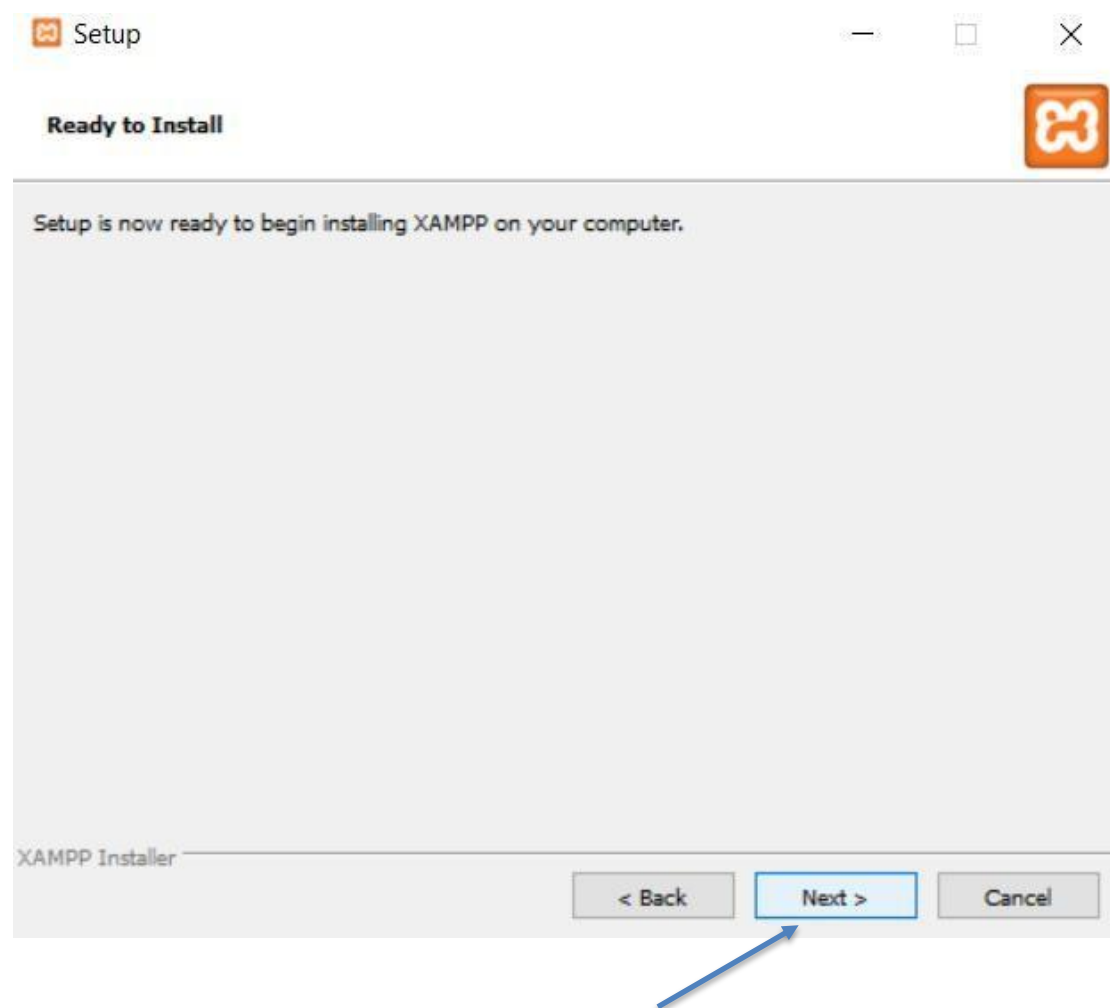 Setup
Ready to Install
Setup is now ready to begin installing XAMPP on your computer.
XAMPP Installer
< Back
Next >
Cancel